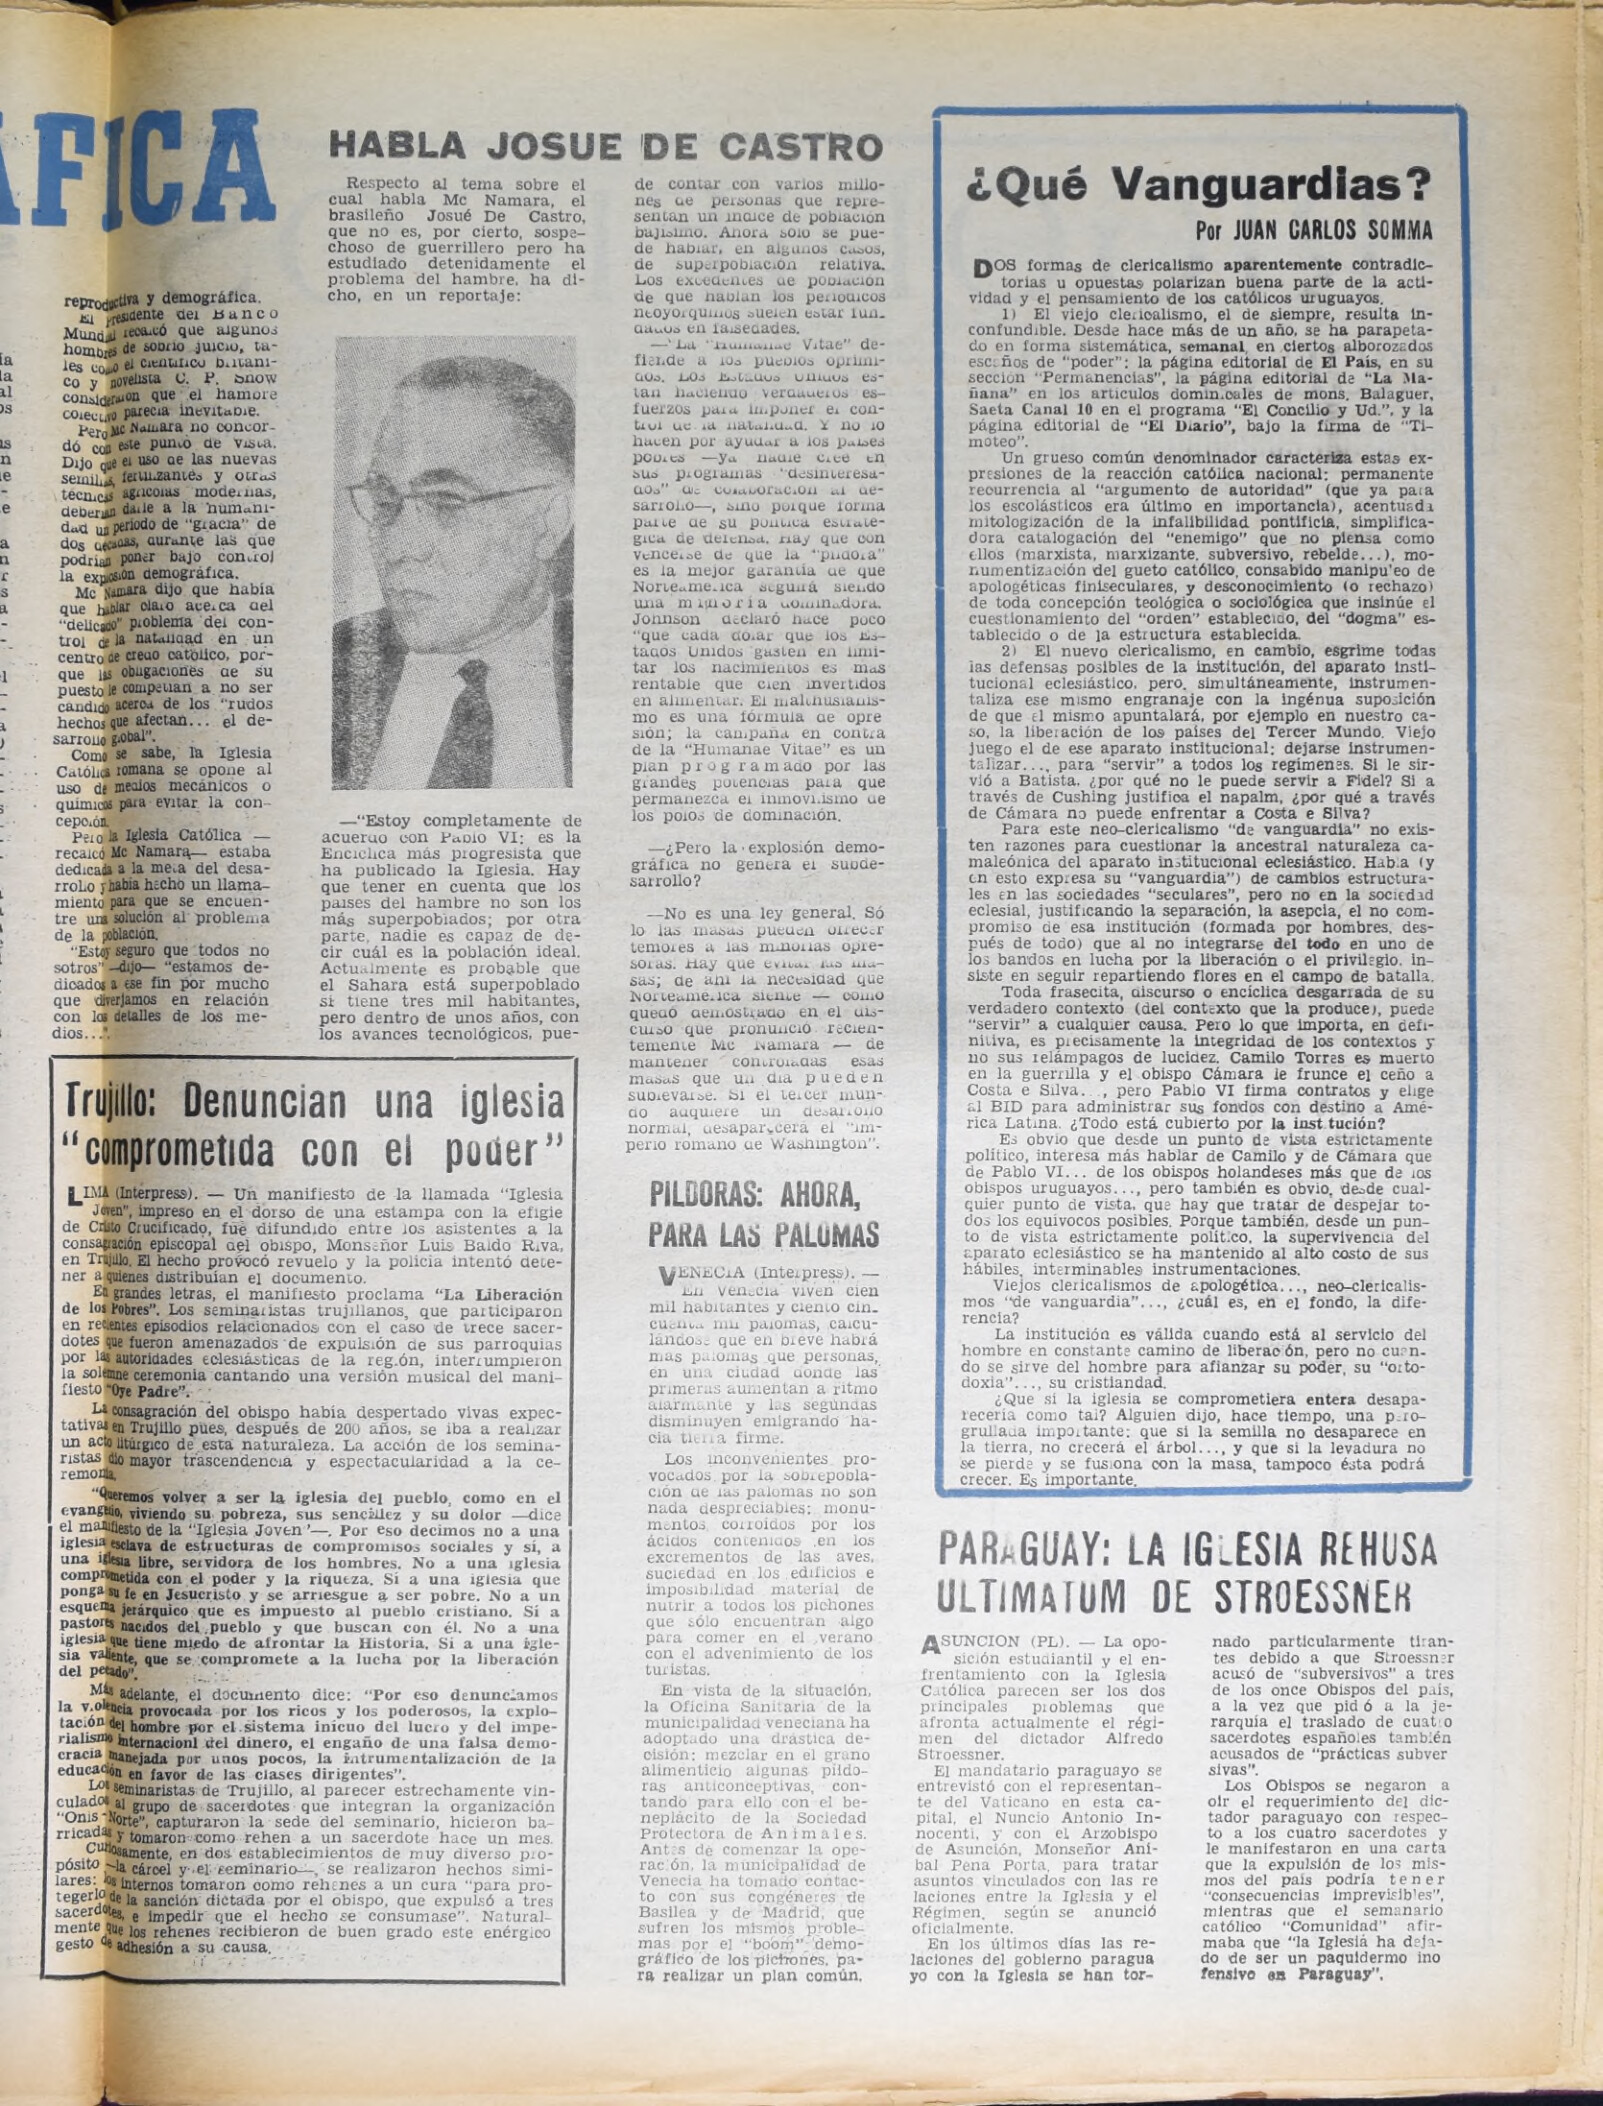 AFICA
reproductiva y demográfica.
El Presidente del Banco
Mundial recalcó que algunos
hombres de sobrio juicio, ta-
les como el científico británi-
co y novelista C. P. Snow
consideraron que el hambre
colectivo parecía inevitable.
Pero Mc Namara no concor-
dó con este punto de vista.
Dijo que el uso de las nuevas
semillas, fertilizantes y otras
técnicas agrícolas modernas,
deberían darle a la humani-
dad un período de "gracia" de
dos décadas, durante las que
podrían poner bajo control
la explosión demográfica.
Mc Namara dijo que había
que hablar claro acerca del
"delicado" problema del con-
trol de la natalidad en un
centro de credo católico, por-
que las obligaciones de su
puesto le competían a no ser
cándido acerca de los "rudos
hechos que afectan... el de-
sarrollo global".
Como se sabe, la Iglesia
Católica romana se opone al
uso de medios mecánicos o
químicos para evitar la con-
cepción.
Pero la Iglesia Católica —
recalcó Mc Namara— estaba
dedicada a la meta del desa-
rrollo y había hecho un llama-
miento para que se encuen-
tre una solución al problema
de la población.
"Estoy seguro que todos no
sotros" —dijo— "estamos de-
dicados a ese fin por mucho
que diverjamos en relación
con los detalles de los me-
dios...".
HABLA JOSUE DE CASTRO
Respecto al tema sobre el
cual habla Mc Namara, el
brasileño Josué De Castro,
que no es, por cierto, sospe-
choso de guerrillero pero ha
estudiado detenidamente el
problema del hambre, ha di-
cho, en un reportaje:
—"Estoy completamente de
acuerdo con Pablo VI: es la
Encíclica más progresista que
ha publicado la Iglesia. Hay
que tener en cuenta que los
países del hambre no son los
más superpoblados; por otra
parte, nadie es capaz de de-
cir cuál es la población ideal.
Actualmente es probable que
el Sahara está superpoblado
si tiene tres mil habitantes,
pero dentro de unos años, con
los avances tecnológicos, pue-
de contar con varios millo-
nes de personas que repre-
sentan un índice de población
bajísimo. Ahora sólo se pue-
de hablar, en algunos casos,
de superpoblación relativa.
Los excedentes de población
de que hablan los periódicos
neoyorquinos suelen estar fun-
dados en falsedades.
—"La "Humanae Vitae" de-
fiende a los pueblos oprimi-
dos. Los Estados Unidos es-
tán haciendo verdaderos es-
fuerzos para imponer el con-
trol de la natalidad. Y no lo
hacen por ayudar a los países
pobres —ya nadie cree en
sus programas "desinteresa-
dos" de colaboración al de-
sarrollo—, sino porque forma
parte de su política estraté-
gica de defensa. Hay que con
vencerse de que la "píldora"
es la mejor garantía de que
Norteamérica seguirá siendo
una minoría dominadora.
Johnson declaró hace poco
"que cada dólar que los Es-
tados Unidos gasten en limi-
tar los nacimientos es más
rentable que cien invertidos
en alimentar. El malthusianis-
mo es una fórmula de opre
sión; la campaña en contra
de la "Humanae Vitae" es un
plan programado por las
grandes potencias para que
permanezca el inmovilismo de
los polos de dominación.
—¿Pero la explosión demo-
gráfica no genera el subde-
sarrollo?
—No es una ley general. Só
lo las masas pueden ofrecer
temores a las minorías opre-
soras. Hay que evitar las ma-
sas; de ahí la necesidad que
Norteamérica siente — como
quedó demostrado en el dis-
curso que pronunció recien-
temente Mc Namara — de
mantener controladas esas
masas que un día pueden
sublevarse. Si el tercer mun-
do adquiere un desarrollo
normal, desaparecerá el "im-
perio romano de Washington".
Trujillo: Denuncian una iglesia
"comprometida con el poder"
LIMA (Interpress). — Un manifiesto de la llamada "Iglesia
Joven", impreso en el dorso de una estampa con la efigie
de Cristo Crucificado, fue difundido entre los asistentes a la
consagración episcopal del obispo, Monseñor Luis Baldo Riva,
en Trujillo. El hecho provocó revuelo y la policía intentó dete-
ner a quienes distribuían el documento.
En grandes letras, el manifiesto proclama "La Liberación
de los Pobres". Los seminaristas trujillanos, que participaron
en recientes episodios relacionados con el caso de trece sacer-
dotes que fueron amenazados de expulsión de sus parroquias
por las autoridades eclesiásticas de la región, interrumpieron
la solemne ceremonia cantando una versión musical del mani-
fiesto "Oye Padre".
La consagración del obispo había despertado vivas expec-
tativas en Trujillo pues, después de 200 años, se iba a realizar
un acto litúrgico de esta naturaleza. La acción de los semina-
ristas dio mayor trascendencia y espectacularidad a la ce-
remonia.
"Queremos volver a ser la iglesia del pueblo, como en el
evangelio, viviendo su pobreza, sus sencillez y su dolor —dice
el manifiesto de la "Iglesia Joven"—. Por eso decimos no a una
iglesia esclava de estructuras de compromisos sociales y sí, a
una iglesia libre, servidora de los hombres. No a una iglesia
comprometida con el poder y la riqueza. Sí a una iglesia que
ponga su fe en Jesucristo y se arriesgue a ser pobre. No a un
esquema jerárquico que es impuesto al pueblo cristiano. Sí a
pastores nacidos del pueblo y que buscan con él. No a una
iglesia que tiene miedo de afrontar la Historia. Sí a una igle-
sia valiente, que se compromete a la lucha por la liberación
del pecado".
Más adelante, el documento dice: "Por eso denunciamos
la violencia provocada por los ricos y los poderosos, la explo-
tación del hombre por el sistema inicuo del lucro y del impe-
rialismo internacionl del dinero, el engaño de una falsa demo-
cracia manejada por unos pocos, la intrumentalización de la
educación en favor de las clases dirigentes".
Los seminaristas de Trujillo, al parecer estrechamente vin-
culados al grupo de sacerdotes que integran la organización
"Onis - Norte", capturaron la sede del seminario, hicieron ba-
rricadas y tomaron como rehén a un sacerdote hace un mes.
Curiosamente, en dos establecimientos de muy diverso pro-
pósito —la cárcel y el seminario—, se realizaron hechos simi-
lares: los internos tomaron como rehenes a un cura "para pro-
tegerlo de la sanción dictada por el obispo, que expulsó a tres
sacerdotes, e impedir que el hecho se consumase". Natural-
mente que los rehenes recibieron de buen grado este enérgico
gesto de adhesión a su causa.
PILDORAS: AHORA,
PARA LAS PALOMAS
VENECIA (Interpress). —
En Venecia viven cien
mil habitantes y ciento cin-
cuenta mil palomas, calcu-
lándose que en breve habrá
más palomas que personas,
en una ciudad donde las
primeras aumentan a ritmo
alarmante y las segundas
disminuyen emigrando ha-
cia tierra firme.
Los inconvenientes pro-
vocados por la sobrepobla-
ción de las palomas no son
nada despreciables; monu-
mentos corroídos por los
ácidos contenidos en los
excrementos de las aves,
suciedad en los edificios e
imposibilidad material de
nutrir a todos los pichones
que sólo encuentran algo
para comer en el verano
con el advenimiento de los
turistas.
En vista de la situación,
la Oficina Sanitaria de la
municipalidad veneciana ha
adoptado una drástica de-
cisión: mezclar en el grano
alimenticio algunas píldo-
ras anticonceptivas, con-
tando para ello con el be-
neplácito de la Sociedad
Protectora de Animales.
Antes de comenzar la ope-
ración, la municipalidad de
Venecia ha tomado contac-
to con sus congéneres de
Basilea y de Madrid, que
sufren los mismos proble-
mas por el "boom" demo-
gráfico de los pichones, pa-
ra realizar un plan común.
¿Qué Vanguardias?
Por JUAN CARLOS SOMMA
DOS formas de clericalismo aparentemente contradic-
torias u opuestas polarizan buena parte de la acti-
vidad y el pensamiento de los católicos uruguayos.
1) El viejo clericalismo, el de siempre, resulta in-
confundible. Desde hace más de un año, se ha parapeta-
do en forma sistemática, semanal, en ciertos alborozados
escaños de "poder": la página editorial de El País, en su
sección "Permanencias", la página editorial de "La Ma-
ñana" en los artículos dominicales de mons. Balaguer,
Saeta Canal 10 en el programa "El Concilio y Ud.", y la
página editorial de "El Diario", bajo la firma de "Ti-
moteo".
Un grueso común denominador caracteriza estas ex-
presiones de la reacción católica nacional: permanente
recurrencia al "argumento de autoridad" (que ya para
los escolásticos era último en importancia), acentuada
mitologización de la infalibilidad pontificia, simplifica-
dora catalogación del "enemigo" que no piensa como
ellos (marxista, marxizante, subversivo, rebelde...), mo-
numentización del gueto católico, consabido manipu'eo de
apologéticas finiseculares, y desconocimiento (o rechazo)
de toda concepción teológica o sociológica que insinúe el
cuestionamiento del "orden" establecido, del "dogma" es-
tablecido o de la estructura establecida.
2) El nuevo clericalismo, en cambio, esgrime todas
las defensas posibles de la institución, del aparato insti-
tucional eclesiástico, pero, simultáneamente, instrumen-
taliza ese mismo engranaje con la ingénua suposición
de que el mismo apuntalará, por ejemplo en nuestro ca-
so, la liberación de los países del Tercer Mundo. Viejo
juego el de ese aparato institucional: dejarse instrumen-
talizar..., para "servir" a todos los regímenes. Si le sir-
vió a Batista, ¿por qué no le puede servir a Fidel? Si a
través de Cushing justifica el napalm, ¿por qué a través
de Cámara no puede enfrentar a Costa e Silva?
Para este neo-clericalismo "de vanguardia" no exis-
ten razones para cuestionar la ancestral naturaleza ca-
maleónica del aparato institucional eclesiástico. Habla (y
en esto expresa su "vanguardia") de cambios estructura-
les en las sociedades "seculares", pero no en la sociedad
eclesial, justificando la separación, la asepcia, el no com-
promiso de esa institución (formada por hombres, des-
pués de todo) que al no integrarse del todo en uno de
los bandos en lucha por la liberación o el privilegio, in-
siste en seguir repartiendo flores en el campo de batalla.
Toda frasecita, discurso o encíclica desgarrada de su
verdadero contexto (del contexto que la produce), puede
"servir" a cualquier causa. Pero lo que importa, en defi-
nitiva, es precisamente la integridad de los contextos y
no sus relámpagos de lucidez. Camilo Torres es muerto
en la guerrilla y el obispo Cámara le frunce el ceño a
Costa e Silva..., pero Pablo VI firma contratos y elige
al BID para administrar sus fondos con destino a Amé-
rica Latina. ¿Todo está cubierto por la inst tución?
Es obvio que desde un punto de vista estrictamente
político, interesa más hablar de Camilo y de Cámara que
de Pablo VI... de los obispos holandeses más que de los
obispos uruguayos..., pero también es obvio, desde cual-
quier punto de vista, que hay que tratar de despejar to-
dos los equívocos posibles. Porque también, desde un pun-
to de vista estrictamente político, la supervivencia del
aparato eclesiástico se ha mantenido al alto costo de sus
hábiles, interminables instrumentaciones.
Viejos clericalismos de apologética..., neo-clericalis-
mos "de vanguardia"..., ¿cuál es, en el fondo, la dife-
rencia?
La institución es válida cuando está al servicio del
hombre en constante camino de liberación, pero no cuan-
do se sirve del hombre para afianzar su poder, su "orto-
doxia"..., su cristiandad.
¿Que si la iglesia se comprometiera entera desapa-
recería como tal? Alguien dijo, hace tiempo, una pero-
grullada importante: que si la semilla no desaparece en
la tierra, no crecerá el árbol..., y que si la levadura no
se pierde y se fusiona con la masa, tampoco ésta podrá
crecer. Es importante.
PARAGUAY: LA IGLESIA REHUSA
ULTIMATUM DE STROESSNER
ASUNCION (PL). — La opo-
sición estudiantil y el en-
frentamiento con la Iglesia
Católica parecen ser los dos
principales problemas que
afronta actualmente el régi-
men del dictador Alfredo
Stroessner.
El mandatario paraguayo se
entrevistó con el representan-
te del Vaticano en esta ca-
pital, el Nuncio Antonio In-
nocenti, y con el Arzobispo
de Asunción, Monseñor Aní-
bal Pena Porta, para tratar
asuntos vinculados con las re
laciones entre la Iglesia y el
Régimen, según se anunció
oficialmente.
En los últimos días las re-
laciones del gobierno paragua
yo con la Iglesia se han tor-
nado particularmente tiran-
tes debido a que Stroessner
acusó de "subversivos" a tres
de los once Obispos del país,
a la vez que pidió a la je-
rarquía el traslado de cuatro
sacerdotes españoles también
acusados de "prácticas subver
sivas".
Los Obispos se negaron a
oír el requerimiento del dic-
tador paraguayo con respec-
to a los cuatro sacerdotes y
le manifestaron en una carta
que la expulsión de los mis-
mos del país podría tener
"consecuencias imprevisibles",
mientras que el semanario
católico "Comunidad" afir-
maba que "la Iglesia ha deja-
do de ser un paquidermo ino
fensivo en Paraguay".